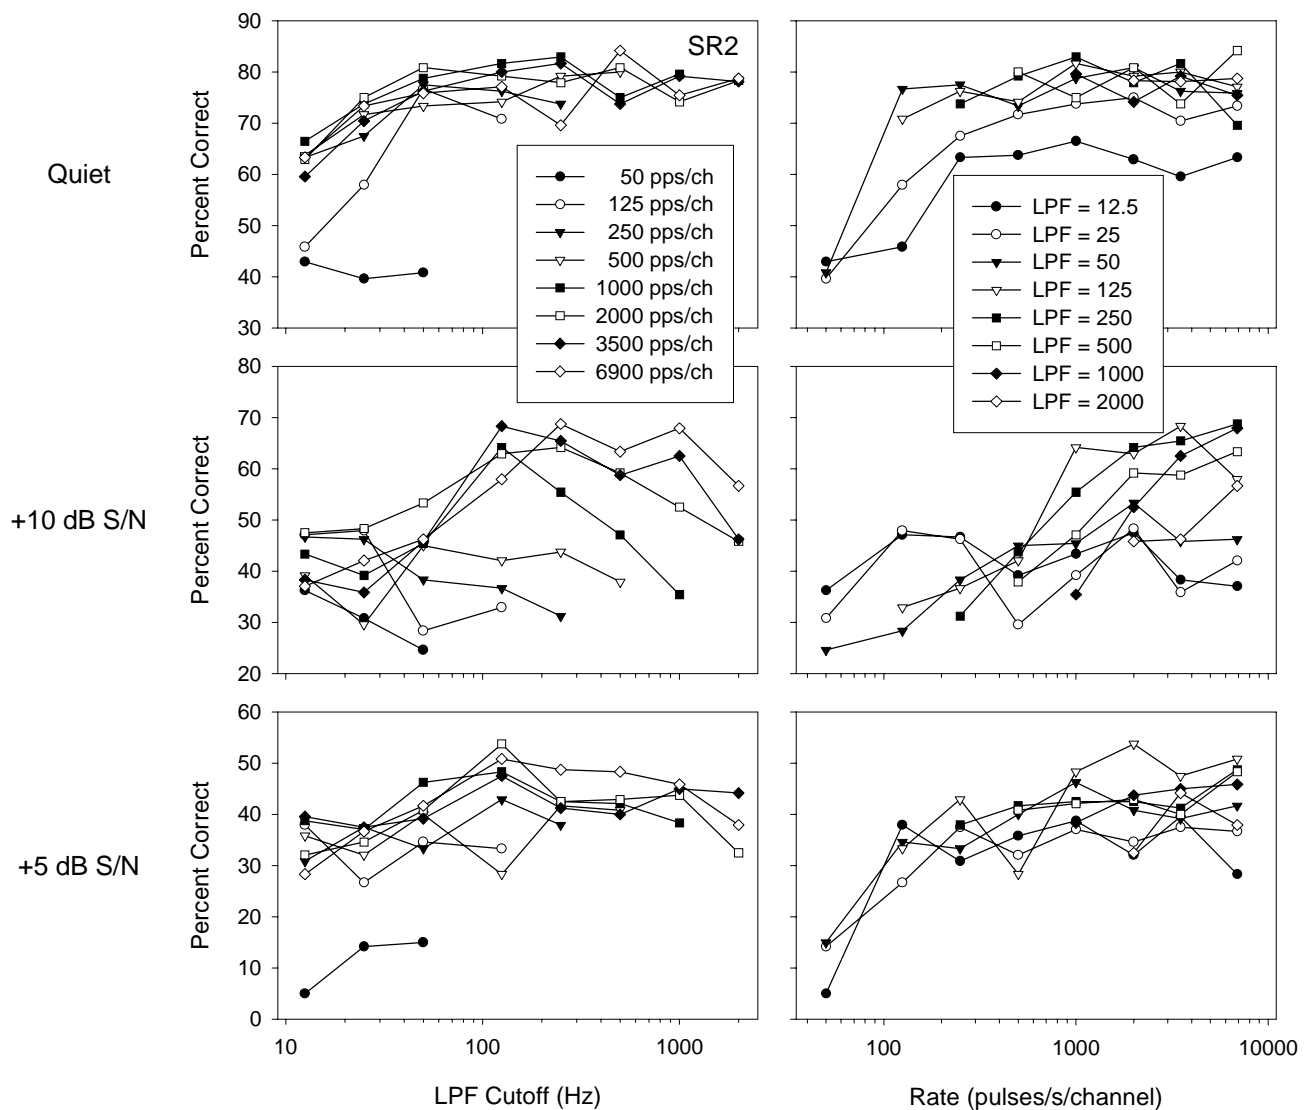 SR2
Quiet
Percent Correct
90
80
70
60
50
40
30
50 pps/ch
125 pps/ch
250 pps/ch
500 pps/ch
1000 pps/ch
2000 pps/ch
3500 pps/ch
6900 pps/ch
LPF = 12.5
LPF = 25
LPF = 50
LPF = 125
LPF = 250
LPF = 500
LPF = 1000
LPF = 2000
+10 dB S/N
Percent Correct
80
70
60
50
40
30
20
+5 dB S/N
Percent Correct
60
50
40
30
20
10
0
10 100 1000
100 1000 10000
LPF Cutoff (Hz)
Rate (pulses/s/channel)